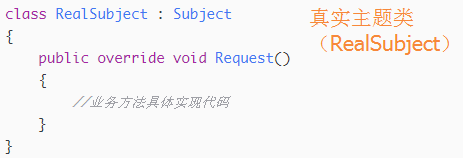 class RealSubject : Subject
{
    public override void Request()
    {
        //业务方法具体实现代码
    }
}
真实主题类
（RealSubject）